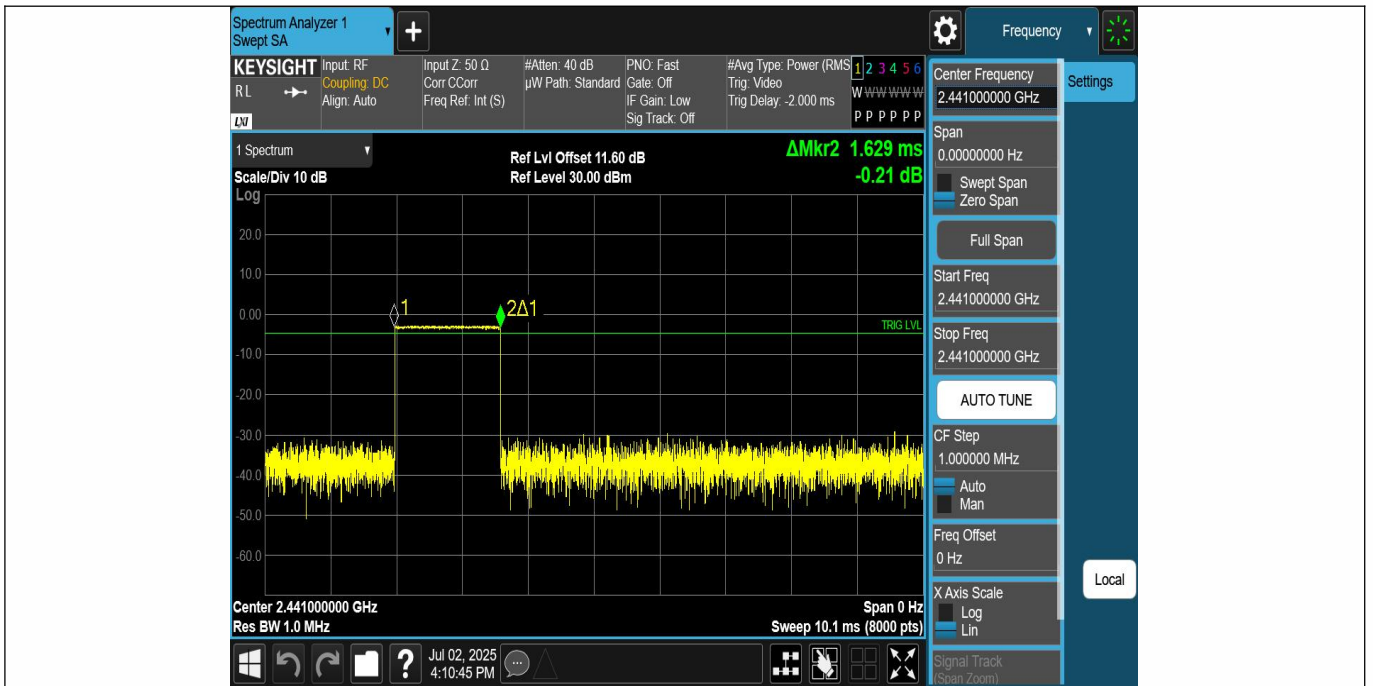 Spectrum Analyzer 1
Swept SA
+
Frequency
KEYSIGHT
RL
LXI
Input: RF
Coupling: DC
Align: Auto
Input Z: 50 Ω
Corr CCorr
Freq Ref: Int (S)
#Atten: 40 dB
µW Path: Standard
PNO: Fast
Gate: Off
IF Gain: Low
Sig Track: Off
#Avg Type: Power (RMS
Trig: Video
Trig Delay: -2.000 ms
1 2 3 4 5 6
W W W W W W
P P P P P P
1 Spectrum
Scale/Div 10 dB
Log
Ref Lvl Offset 11.60 dB
Ref Level 30.00 dBm
ΔMkr2 1.629 ms
-0.21 dB
20.0
10.0
0.00
-10.0
-20.0
-30.0
-40.0
-50.0
-60.0
1
2Δ1
TRIG LVL
Center 2.441000000 GHz
Res BW 1.0 MHz
Span 0 Hz
Sweep 10.1 ms (8000 pts)
Center Frequency
2.441000000 GHz
Settings
Span
0.00000000 Hz
Swept Span
Zero Span
Full Span
Start Freq
2.441000000 GHz
Stop Freq
2.441000000 GHz
AUTO TUNE
CF Step
1.000000 MHz
Auto
Man
Freq Offset
0 Hz
X Axis Scale
Log
Lin
Local
Signal Track
(Span Zoom)
?
Jul 02, 2025
4:10:45 PM